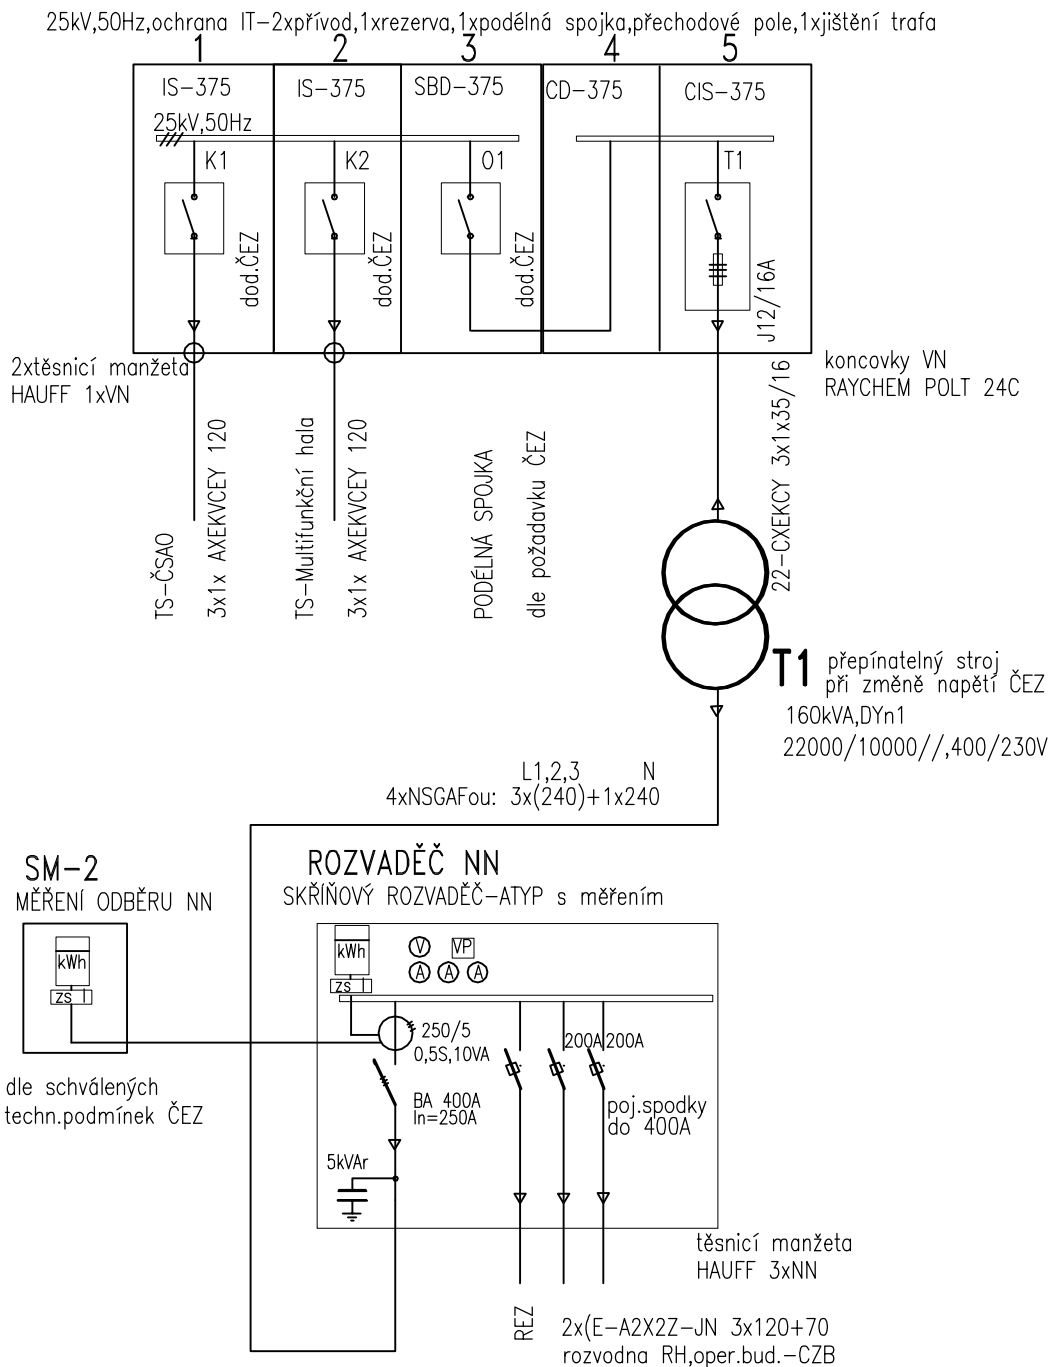 25kV,50Hz,ochrana IT-2xpřívod,1xrezerva,1xpodélná spojka,přechodové pole,1xjištění trafa
1 2 3 4 5
IS-375 IS-375 SBD-375 CD-375 CIS-375
25kV,50Hz
K1 K2 O1 T1
dod.ČEZ dod.ČEZ dod.ČEZ
J12/16A
2xtěsnicí manžeta
HAUFF 1xVN
koncovky VN
RAYCHEM POLT 24C
TS-ČSAO
3x1x AXEKVCEY 120
TS-Multifunkční hala
3x1x AXEKVCEY 120
PODÉLNÁ SPOJKA
dle požadavku ČEZ
22-CXEKCY 3x1x35/16
T1 přepínatelný stroj
při změně napětí ČEZ
160kVA,DYn1
22000/10000//,400/230V
L1,2,3 N
4xNSGAFou: 3x(240)+1x240
SM-2
MĚŘENÍ ODBĚRU NN
kWh
zs
dle schválených
techn.podmínek ČEZ
ROZVADĚČ NN
SKŘÍŇOVÝ ROZVADĚČ-ATYP s měřením
kWh V VP
A A A
zs
250/5
0,5S,10VA
200A 200A
BA 400A
In=250A
poj.spodky
do 400A
5kVAr
těsnicí manžeta
HAUFF 3xNN
REZ
2x(E-A2X2Z-JN 3x120+70
rozvodna RH,oper.bud.-CZB